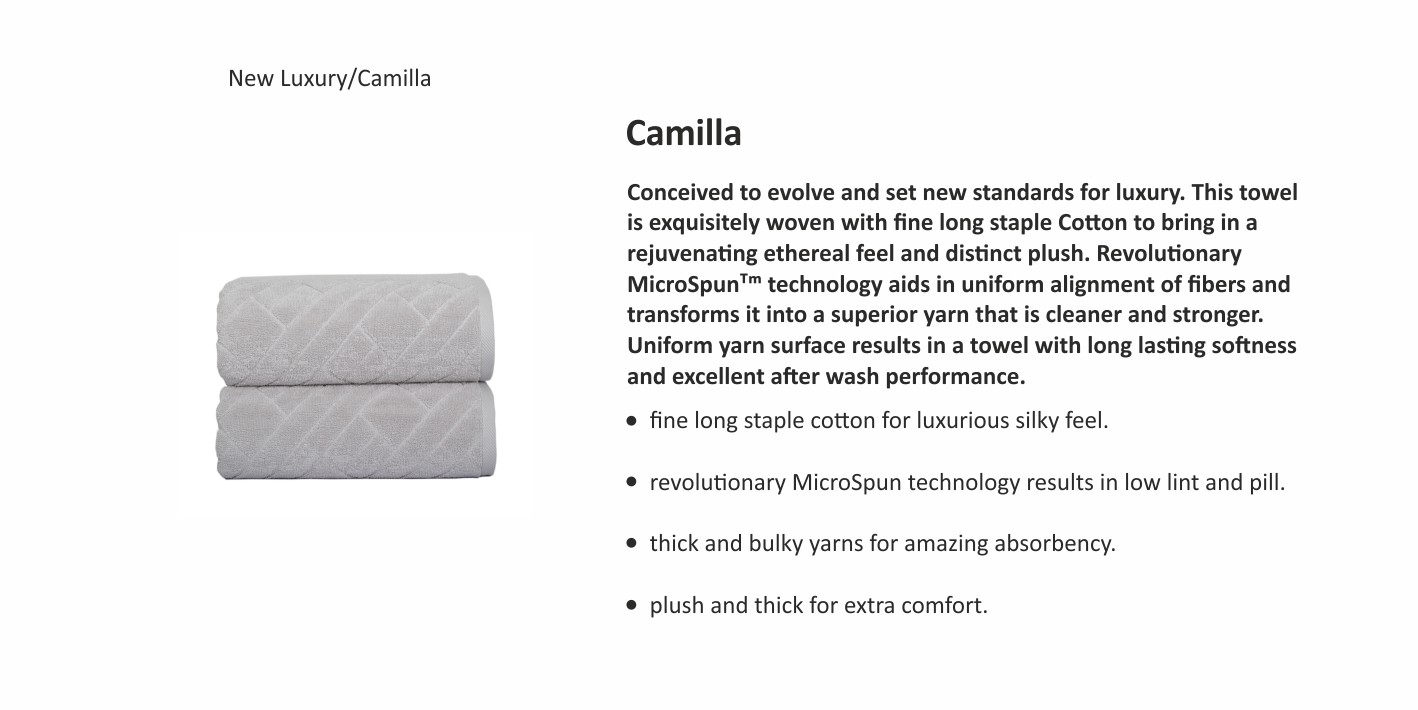 New Luxury/Camilla
Camilla
Conceived to evolve and set new standards for luxury. This towel
is exquisitely woven with fine long staple Cotton to bring in a
rejuvenating ethereal feel and distinct plush. Revolutionary
MicroSpunᵀᵐ technology aids in uniform alignment of fibers and
transforms it into a superior yarn that is cleaner and stronger.
Uniform yarn surface results in a towel with long lasting softness
and excellent after wash performance.
• fine long staple cotton for luxurious silky feel.
• revolutionary MicroSpun technology results in low lint and pill.
• thick and bulky yarns for amazing absorbency.
• plush and thick for extra comfort.